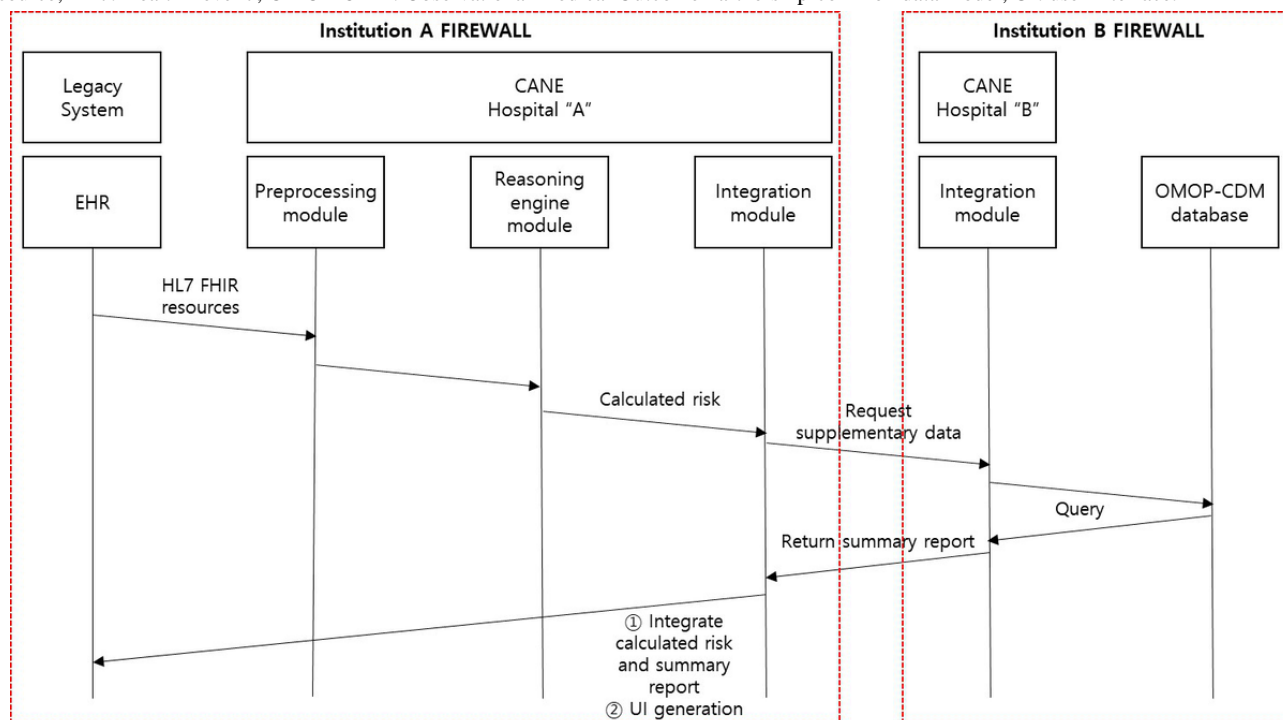 Institution A FIREWALL
Institution B FIREWALL
Legacy
System
CANE
Hospital "A"
CANE
Hospital "B"
EHR
Preprocessing
module
Reasoning
engine
module
Integration
module
Integration
module
OMOP-CDM
database
HL7 FHIR
resources
Calculated risk
Request
supplementary data
Query
Return summary report
① Integrate
calculated risk
and summary
report
② UI generation